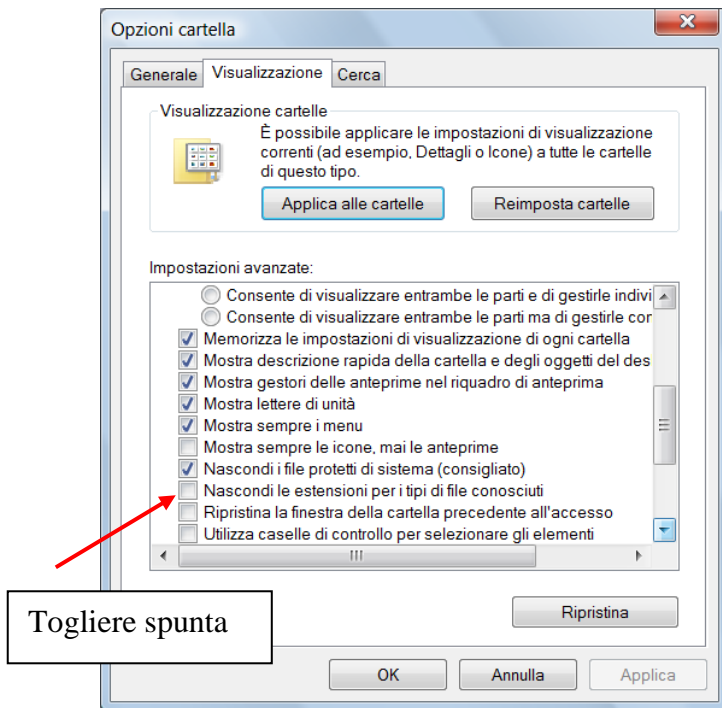 Opzioni cartella
Generale
Visualizzazione
Cerca
Visualizzazione cartelle
È possibile applicare le impostazioni di visualizzazione
correnti (ad esempio, Dettagli o Icone) a tutte le cartelle
di questo tipo.
Applica alle cartelle
Reimposta cartelle
Impostazioni avanzate:
Consente di visualizzare entrambe le parti e di gestirle indivi
Consente di visualizzare entrambe le parti ma di gestirle cor
Memorizza le impostazioni di visualizzazione di ogni cartella
Mostra descrizione rapida della cartella e degli oggetti del des
Mostra gestori delle anteprime nel riquadro di anteprima
Mostra lettere di unità
Mostra sempre i menu
Mostra sempre le icone, mai le anteprime
Nascondi i file protetti di sistema (consigliato)
Nascondi le estensioni per i tipi di file conosciuti
Ripristina la finestra della cartella precedente all'accesso
Utilizza caselle di controllo per selezionare gli elementi
Togliere spunta
Ripristina
OK
Annulla
Applica